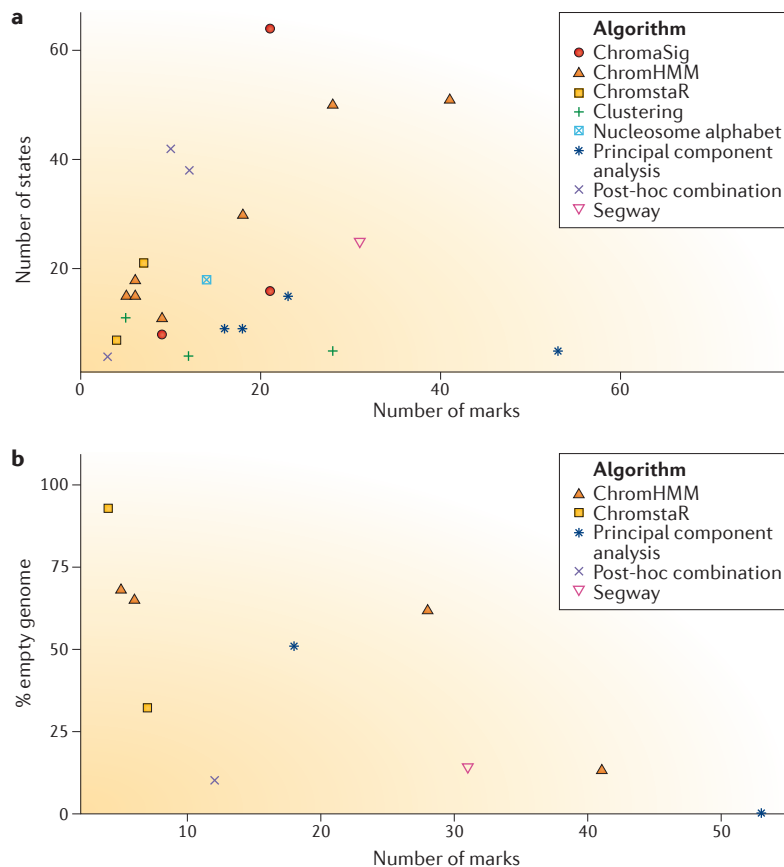 a
60
40
20
Number of states
0
20
40
60
Number of marks
Algorithm
ChromaSig
ChromHMM
ChromstaR
Clustering
Nucleosome alphabet
Principal component
analysis
Post-hoc combination
Segway
b
100
75
50
25
0
% empty genome
10
20
30
40
50
Number of marks
Algorithm
ChromHMM
ChromstaR
Principal component
analysis
Post-hoc combination
Segway